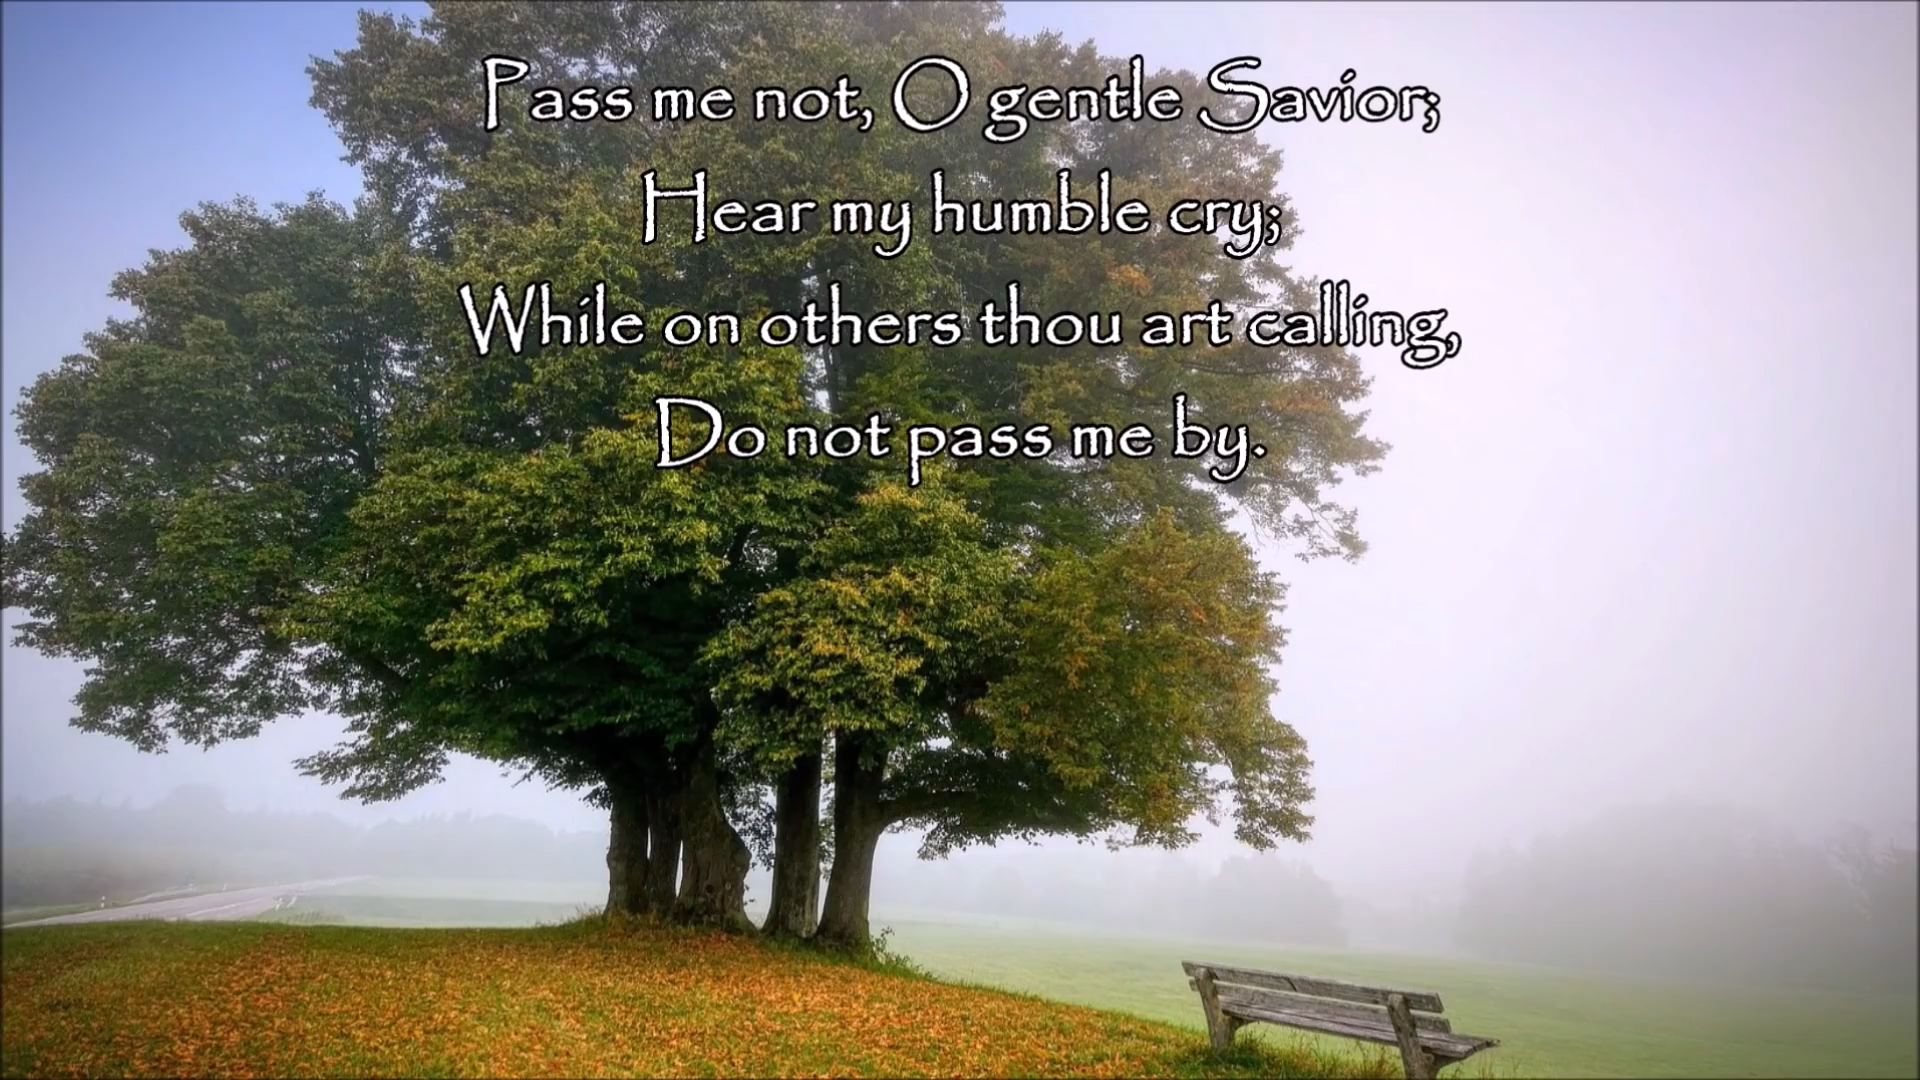 Pass me not, O gentle Savior;
Hear my humble cry;
While on others thou art calling,
Do not pass me by.